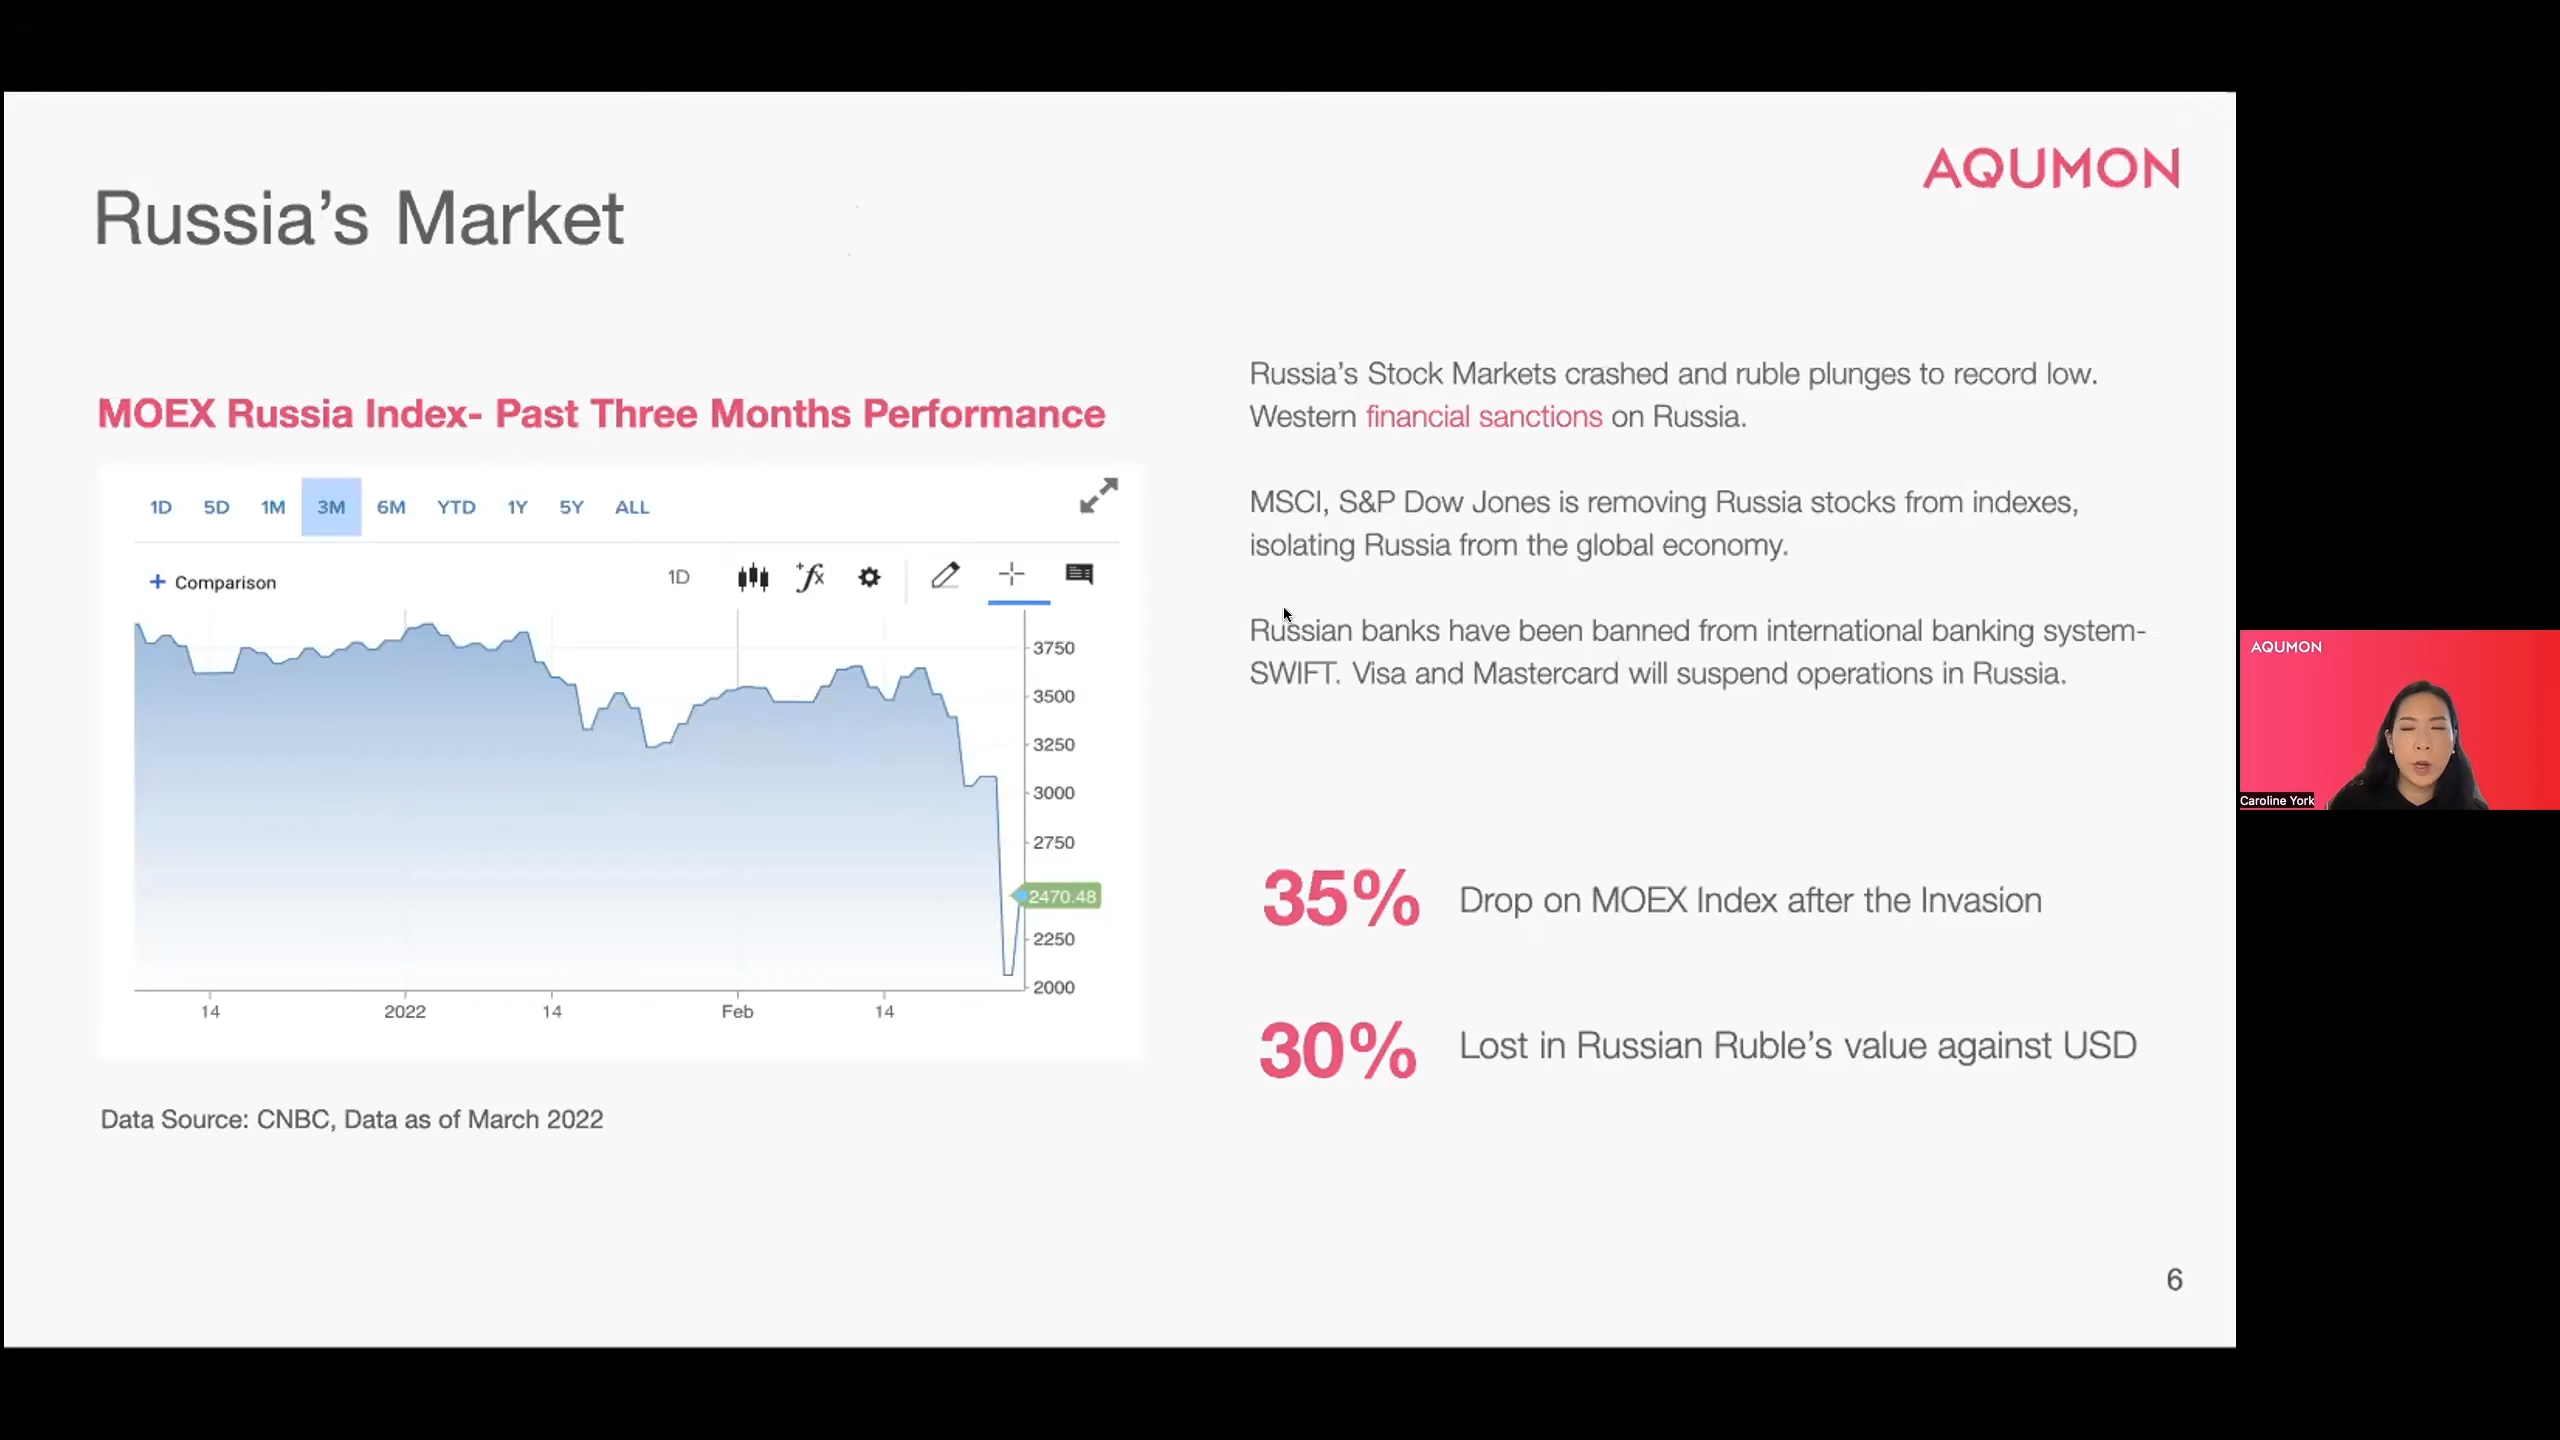 AQUMON
Russia's Market
MOEX Russia Index- Past Three Months Performance
1D 5D 1M 3M 6M YTD 1Y 5Y ALL
+ Comparison 1D
3750
3500
3250
3000
2750
2470.48
2250
2000
14 2022 14 Feb 14
Data Source: CNBC, Data as of March 2022
Russia's Stock Markets crashed and ruble plunges to record low.
Western financial sanctions on Russia.
MSCI, S&P Dow Jones is removing Russia stocks from indexes,
isolating Russia from the global economy.
Russian banks have been banned from international banking system-
SWIFT. Visa and Mastercard will suspend operations in Russia.
35% Drop on MOEX Index after the Invasion
30% Lost in Russian Ruble's value against USD
6
AQUMON
Caroline York